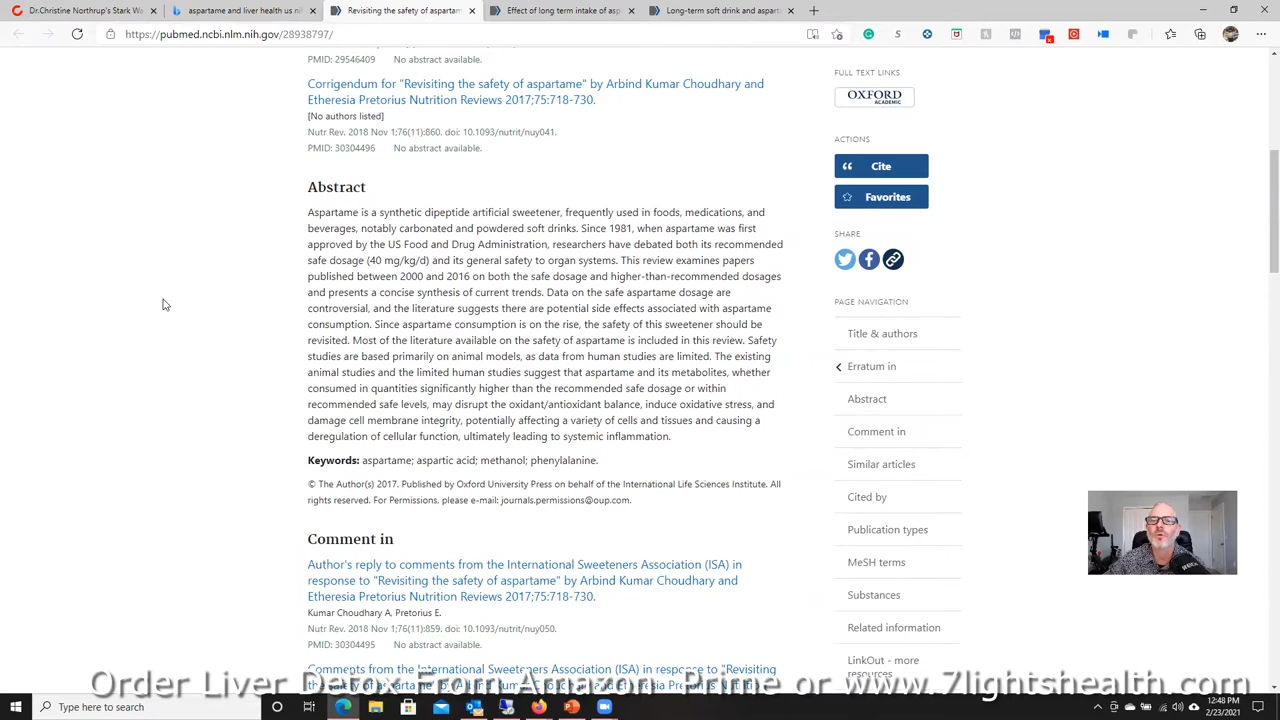 Dr.Christine Northrup's Stark Wa
aspartame and liver health us ni
Revisiting the safety of aspartam
Effect of long term intake of asp
Long-term soft drink and aspart
https://pubmed.ncbi.nlm.nih.gov/28938797/
PMID: 29546409 No abstract available.
Corrigendum for "Revisiting the safety of aspartame" by Arbind Kumar Choudhary and
Etheresia Pretorius Nutrition Reviews 2017;75:718-730.
[No authors listed]
Nutr Rev. 2018 Nov 1;76(11):860. doi: 10.1093/nutrit/nuy041.
PMID: 30304496 No abstract available.
Abstract
Aspartame is a synthetic dipeptide artificial sweetener, frequently used in foods, medications, and
beverages, notably carbonated and powdered soft drinks. Since 1981, when aspartame was first
approved by the US Food and Drug Administration, researchers have debated both its recommended
safe dosage (40 mg/kg/d) and its general safety to organ systems. This review examines papers
published between 2000 and 2016 on both the safe dosage and higher-than-recommended dosages
and presents a concise synthesis of current trends. Data on the safe aspartame dosage are
controversial, and the literature suggests there are potential side effects associated with aspartame
consumption. Since aspartame consumption is on the rise, the safety of this sweetener should be
revisited. Most of the literature available on the safety of aspartame is included in this review. Safety
studies are based primarily on animal models, as data from human studies are limited. The existing
animal studies and the limited human studies suggest that aspartame and its metabolites, whether
consumed in quantities significantly higher than the recommended safe dosage or within
recommended safe levels, may disrupt the oxidant/antioxidant balance, induce oxidative stress, and
damage cell membrane integrity, potentially affecting a variety of cells and tissues and causing a
deregulation of cellular function, ultimately leading to systemic inflammation.
Keywords: aspartame; aspartic acid; methanol; phenylalanine.
© The Author(s) 2017. Published by Oxford University Press on behalf of the International Life Sciences Institute. All
rights reserved. For Permissions, please e-mail: journals.permissions@oup.com.
Comment in
Author's reply to comments from the International Sweeteners Association (ISA) in
response to "Revisiting the safety of aspartame" by Arbind Kumar Choudhary and
Etheresia Pretorius Nutrition Reviews 2017;75:718-730.
Kumar Choudhary A, Pretorius E.
Nutr Rev. 2018 Nov 1;76(11):859. doi: 10.1093/nutrit/nuy050.
PMID: 30304495 No abstract available.
Comments from the International Sweeteners Association (ISA) in response to "Revisiting
FULL TEXT LINKS
OXFORD
ACADEMIC
ACTIONS
Cite
Favorites
SHARE
PAGE NAVIGATION
Title & authors
Erratum in
Abstract
Comment in
Similar articles
Cited by
Publication types
MeSH terms
Substances
Related information
LinkOut - more
resources
Order Liver Detox From Amazon Prime or www.7lightshealth.com
Type here to search
12:48 PM
2/23/2021